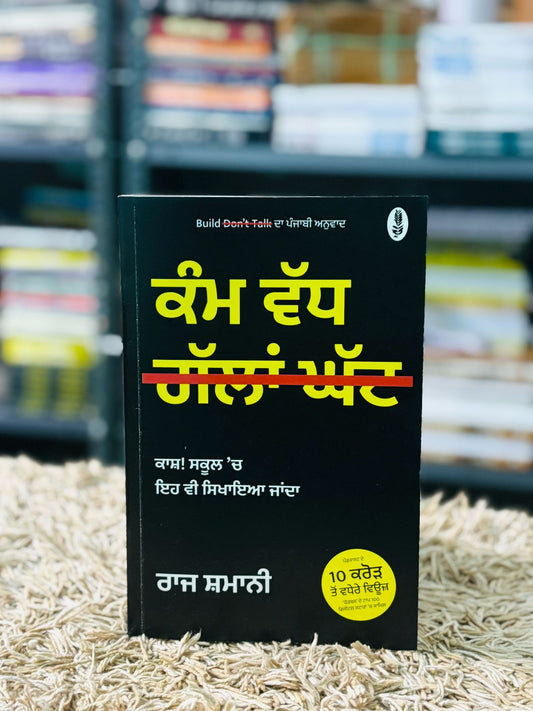 Build Don't Talk ਦਾ ਪੰਜਾਬੀ ਅਨੁਵਾਦ
ਕੰਮ ਵੱਧ
ਗੱਲਾਂ ਘੱਟ
ਕਾਸ਼! ਸਕੂਲ ’ਚ
ਇਹ ਵੀ ਸਿਖਾਇਆ ਜਾਂਦਾ
ਰਾਜ ਸ਼ਮਾਨੀ
10 ਕਰੋੜ
ਤੋਂ ਵਧੇਰੇ ਵਿਊਜ਼